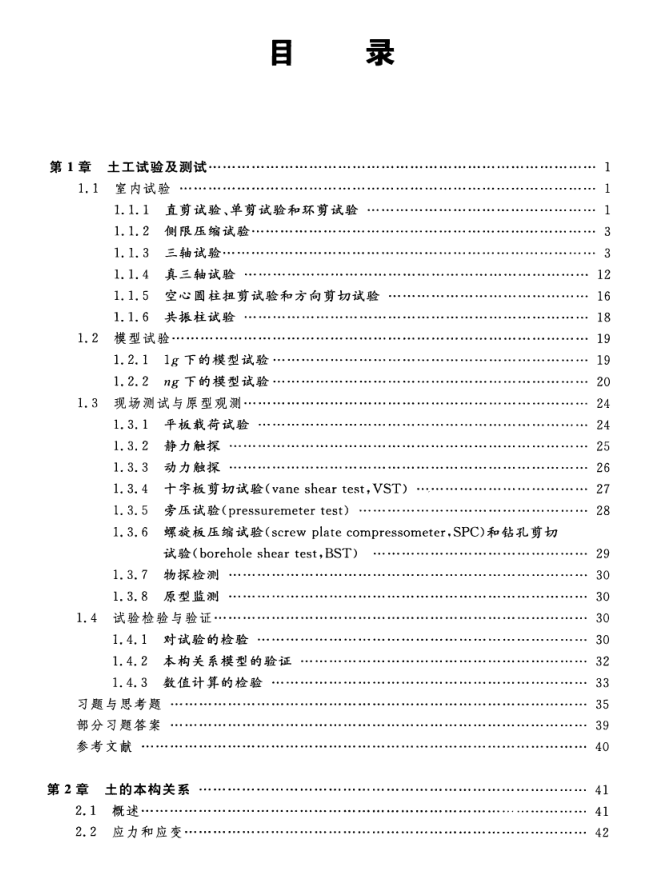 目 录
第1章 土工试验及测试 1
1.1 室内试验 1
1.1.1 直剪试验、单剪试验和环剪试验 1
1.1.2 侧限压缩试验 3
1.1.3 三轴试验 3
1.1.4 真三轴试验 12
1.1.5 空心圆柱扭剪试验和方向剪切试验 16
1.1.6 共振柱试验 18
1.2 模型试验 19
1.2.1 1g 下的模型试验 19
1.2.2 ng 下的模型试验 20
1.3 现场测试与原型观测 24
1.3.1 平板载荷试验 24
1.3.2 静力触探 25
1.3.3 动力触探 26
1.3.4 十字板剪切试验(vane shear test,VST) 27
1.3.5 旁压试验(pressuremeter test) 28
1.3.6 螺旋板压缩试验(screw plate compressometer,SPC)和钻孔剪切
试验(borehole shear test,BST) 29
1.3.7 物探检测 30
1.3.8 原型监测 30
1.4 试验检验与验证 30
1.4.1 对试验的检验 30
1.4.2 本构关系模型的验证 32
1.4.3 数值计算的检验 33
习题与思考题 35
部分习题答案 39
参考文献 40
第2章 土的本构关系 41
2.1 概述 41
2.2 应力和应变 42